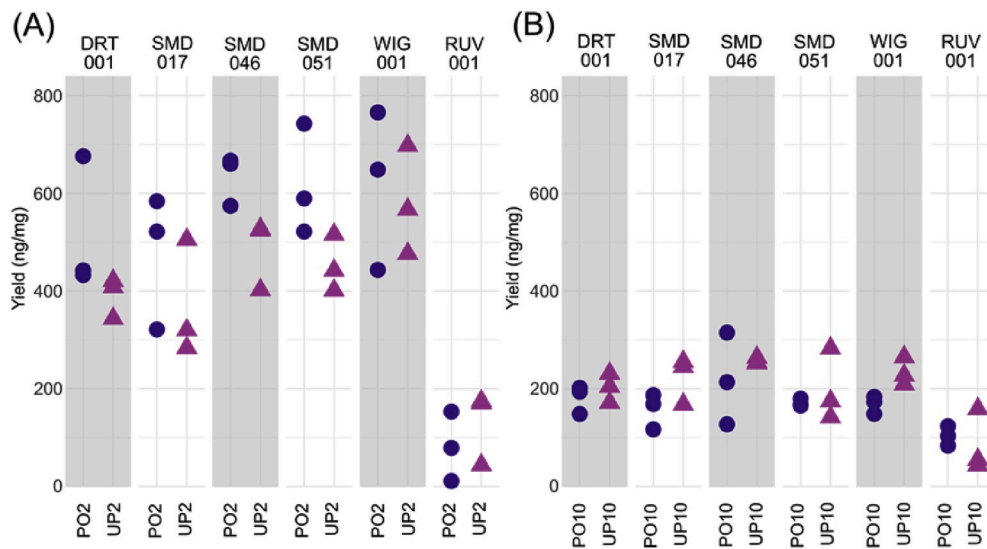 (A)
DRT 001
SMD 017
SMD 046
SMD 051
WIG 001
RUV 001
Yield (ng/mg)
800
600
400
200
0
PO2 UP2 PO2 UP2 PO2 UP2 PO2 UP2 PO2 UP2 PO2 UP2
(B)
DRT 001
SMD 017
SMD 046
SMD 051
WIG 001
RUV 001
Yield (ng/mg)
800
600
400
200
0
PO10 UP10 PO10 UP10 PO10 UP10 PO10 UP10 PO10 UP10 PO10 UP10